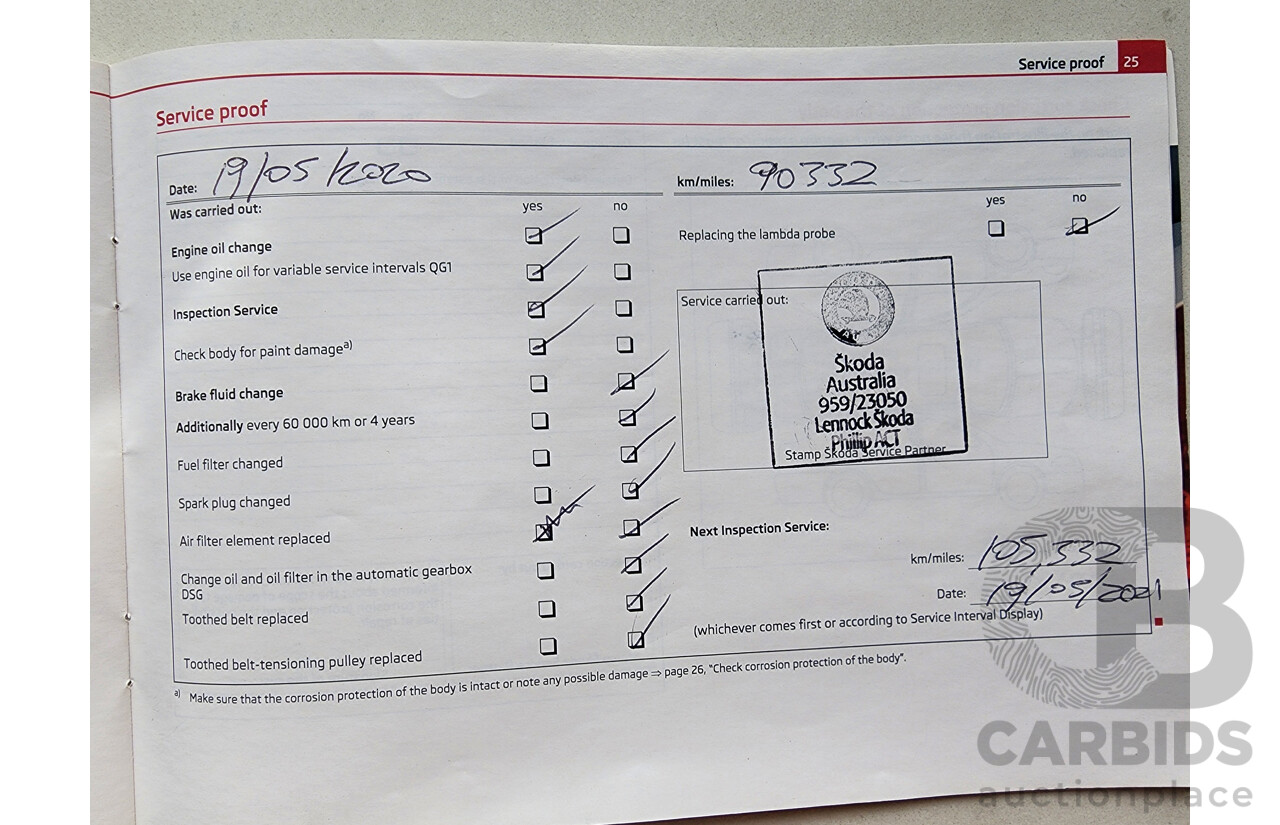 Service proof 25
Service proof
Date: 19/05/2020
km/miles: 90332
Was carried out: yes no
yes no
Engine oil change
Replacing the lambda probe
Use engine oil for variable service intervals QG1
Inspection Service
Service carried out:
Check body for paint damage a)
Škoda
Australia
959/23050
Lennock Škoda
Phillip ACT
Stamp Škoda Service Partner
Brake fluid change
Additionally every 60 000 km or 4 years
Fuel filter changed
Spark plug changed
Air filter element replaced
Change oil and oil filter in the automatic gearbox
DSG
Toothed belt replaced
Toothed belt-tensioning pulley replaced
Next Inspection Service:
km/miles: 105,332
Date: 19/05/2021
(whichever comes first or according to Service Interval Display)
a) Make sure that the corrosion protection of the body is intact or note any possible damage ⇒ page 26, "Check corrosion protection of the body".
CARBIDS
auctionplace